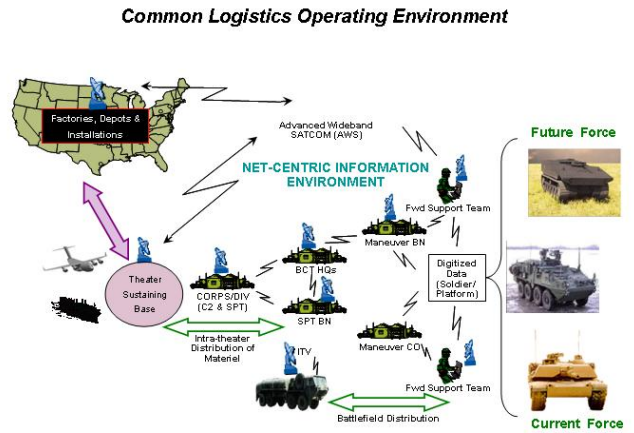 Common Logistics Operating Environment
Factories, Depots &
Installations
Advanced Wideband
SATCOM (AWS)
NET-CENTRIC INFORMATION
ENVIRONMENT
Future Force
Fwd Support Team
Maneuver BN
BCT HQs
Digitized
Data
(Soldier/
Platform)
Theater
Sustaining
Base
CORPS/DIV
(C2 & SPT)
SPT BN
Intra-theater
Distribution of
Materiel
ITV
Maneuver CO
Fwd Support Team
Battlefield Distribution
Current Force